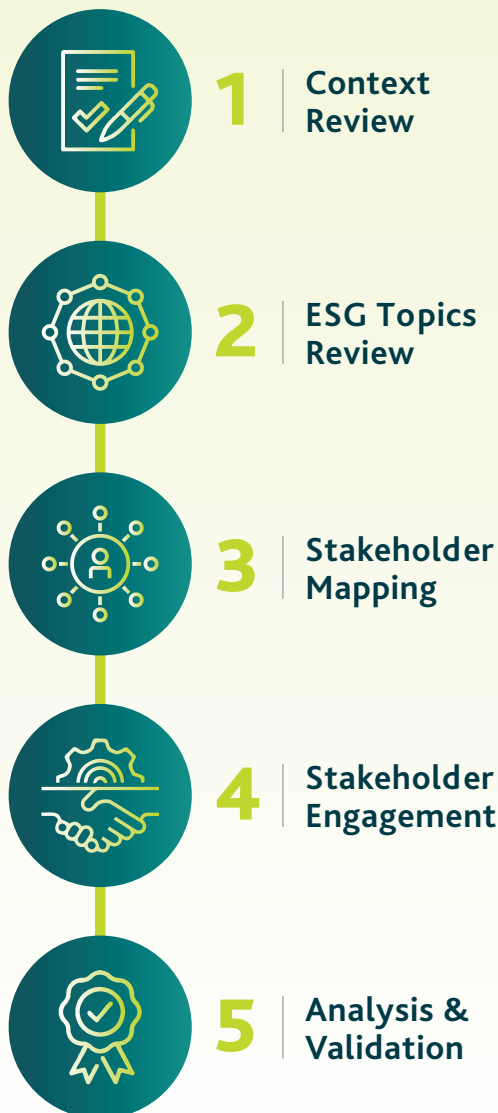 1
Context
Review
2
ESG Topics
Review
3
Stakeholder
Mapping
4
Stakeholder
Engagement
5
Analysis &
Validation